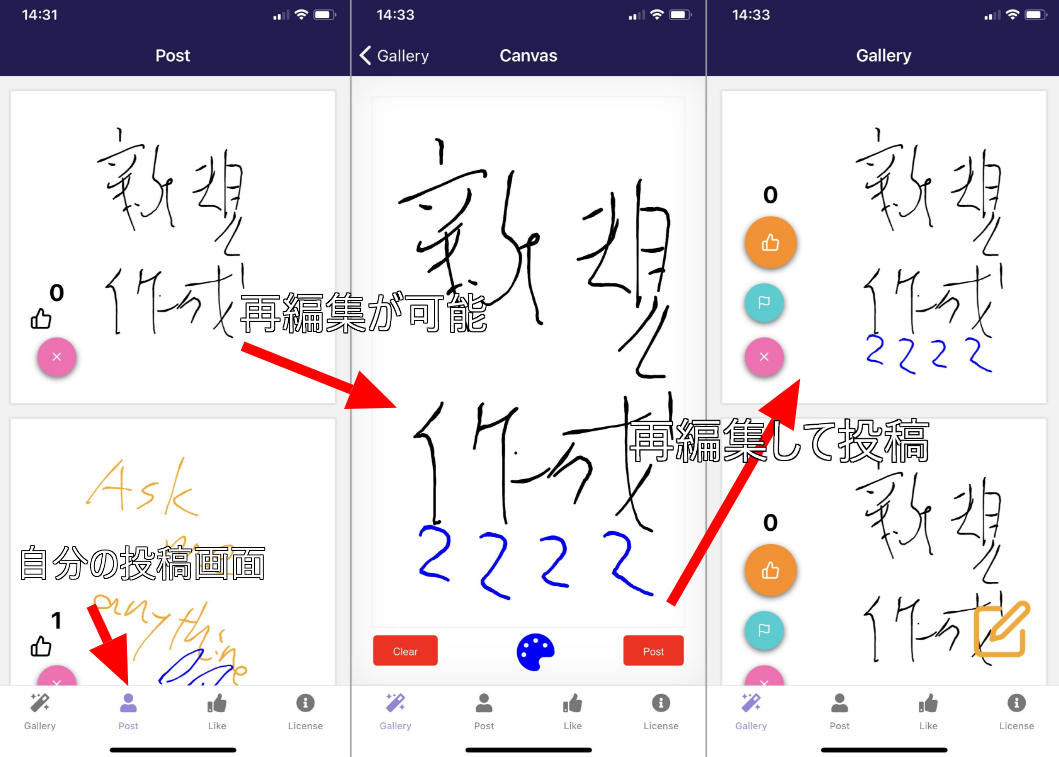 14:31
Post
新規
作成
0
Ask
me
anything
1
Gallery
Post
Like
License
自分の投稿画面
再編集が可能
14:33
Gallery
Canvas
新規
作成
2222
Clear
Post
Gallery
Post
Like
License
再編集して投稿
14:33
Gallery
0
新規
作成
2222
0
新規
作成
Gallery
Post
Like
License